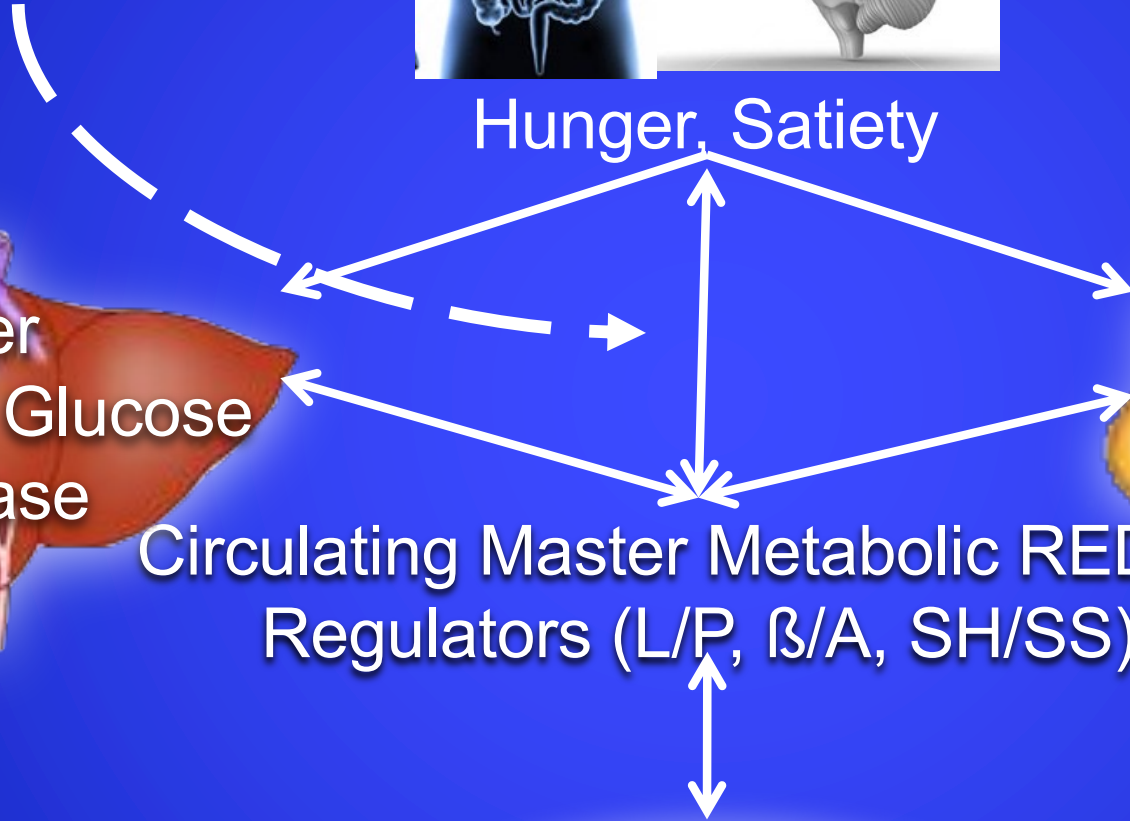 Hunger, Satiety
er
Glucose
ase
Circulating Master Metabolic RED
Regulators (L/P, ß/A, SH/SS)